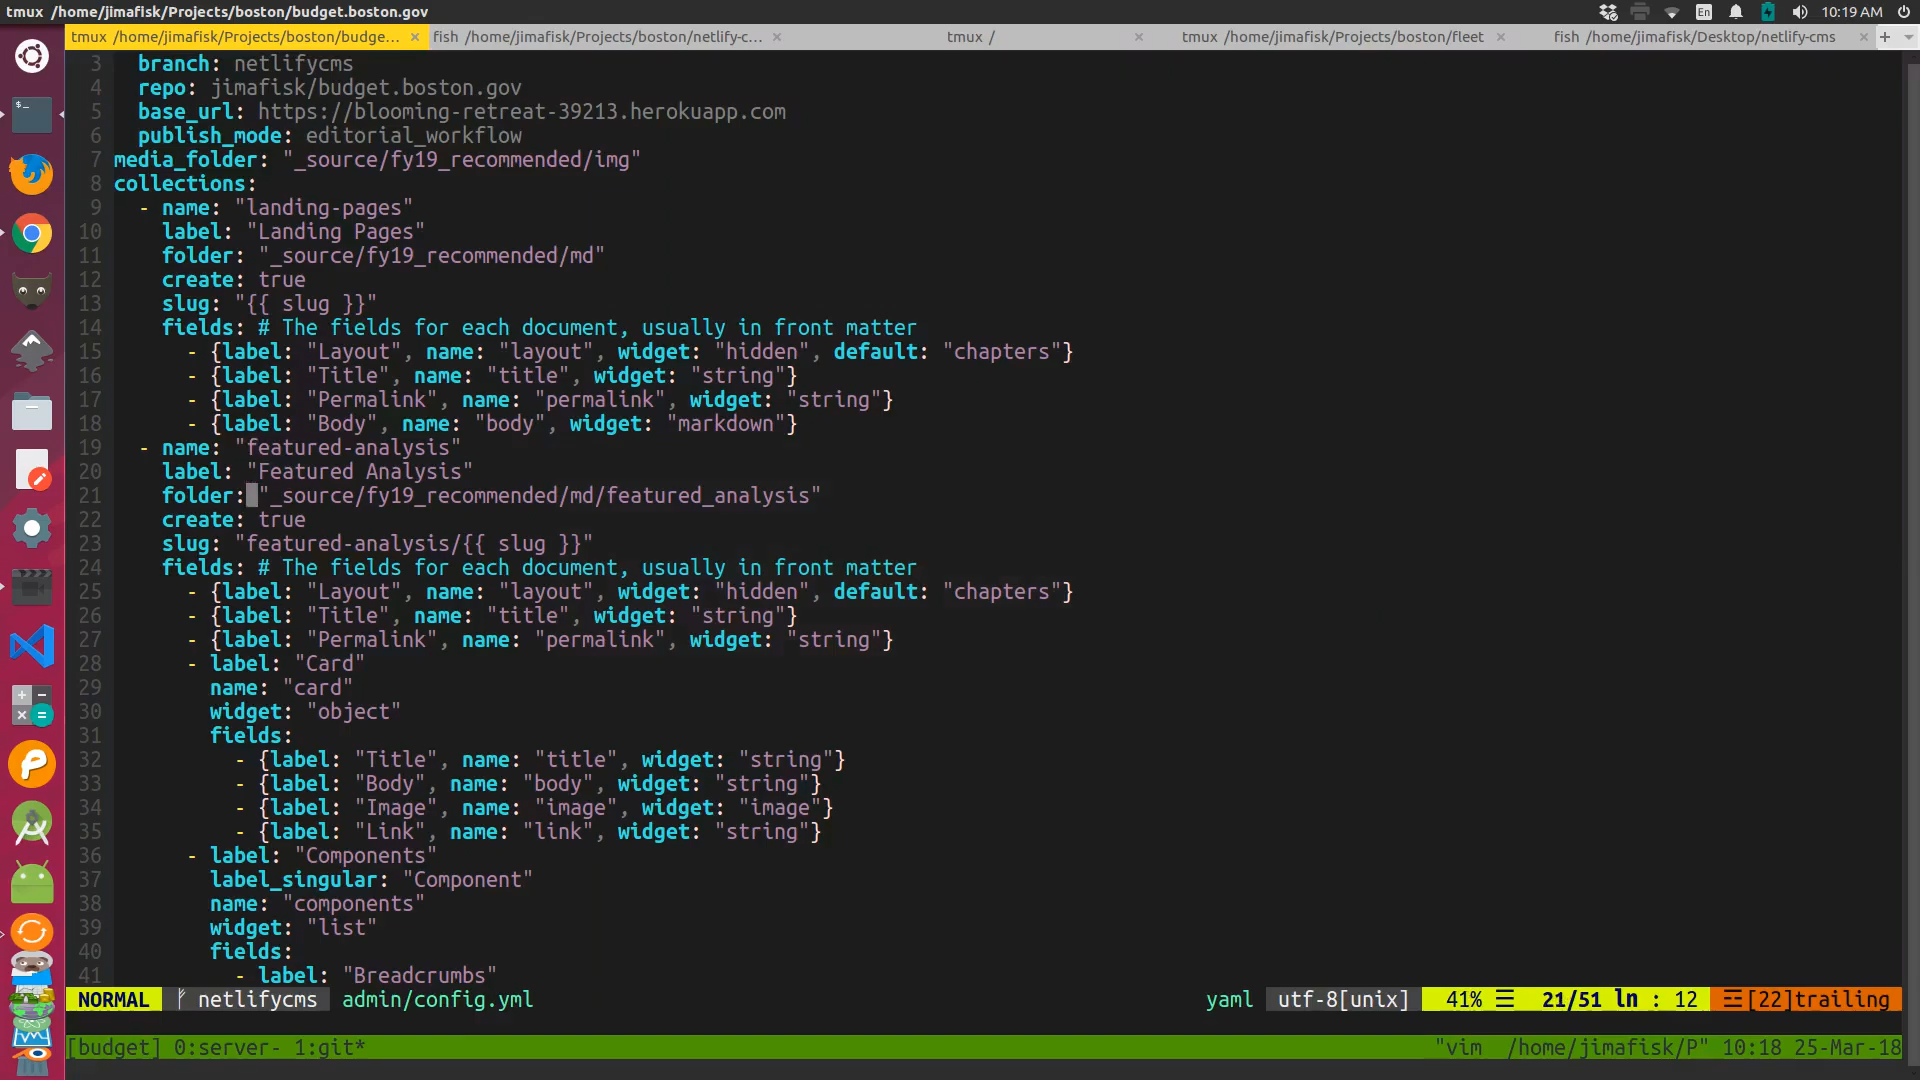 tmux /home/jimafisk/Projects/boston/budget.boston.gov
En 10:19 AM
tmux /home/jimafisk/Projects/boston/budge... × fish /home/jimafisk/Projects/boston/netlify-c... × tmux / × tmux /home/jimafisk/Projects/boston/fleet × fish /home/jimafisk/Desktop/netlify-cms × +
3 branch: netlifycms
4 repo: jimafisk/budget.boston.gov
5 base_url: https://blooming-retreat-39213.herokuapp.com
6 publish_mode: editorial_workflow
7 media_folder: "_source/fy19_recommended/img"
8 collections:
9 - name: "landing-pages"
10 label: "Landing Pages"
11 folder: "_source/fy19_recommended/md"
12 create: true
13 slug: "{{ slug }}"
14 fields: # The fields for each document, usually in front matter
15 - {label: "Layout", name: "layout", widget: "hidden", default: "chapters"}
16 - {label: "Title", name: "title", widget: "string"}
17 - {label: "Permalink", name: "permalink", widget: "string"}
18 - {label: "Body", name: "body", widget: "markdown"}
19 - name: "featured-analysis"
20 label: "Featured Analysis"
21 folder: "_source/fy19_recommended/md/featured_analysis"
22 create: true
23 slug: "featured-analysis/{{ slug }}"
24 fields: # The fields for each document, usually in front matter
25 - {label: "Layout", name: "layout", widget: "hidden", default: "chapters"}
26 - {label: "Title", name: "title", widget: "string"}
27 - {label: "Permalink", name: "permalink", widget: "string"}
28 - label: "Card"
29 name: "card"
30 widget: "object"
31 fields:
32 - {label: "Title", name: "title", widget: "string"}
33 - {label: "Body", name: "body", widget: "string"}
34 - {label: "Image", name: "image", widget: "image"}
35 - {label: "Link", name: "link", widget: "string"}
36 - label: "Components"
37 label_singular: "Component"
38 name: "components"
39 widget: "list"
40 fields:
41 - label: "Breadcrumbs"
NORMAL netlifycms admin/config.yml yaml utf-8[unix] 41% ☰ 21/51 ln : 12 ☲[22]trailing
[budget] 0:server- 1:git* "vim /home/jimafisk/P" 10:18 25-Mar-18